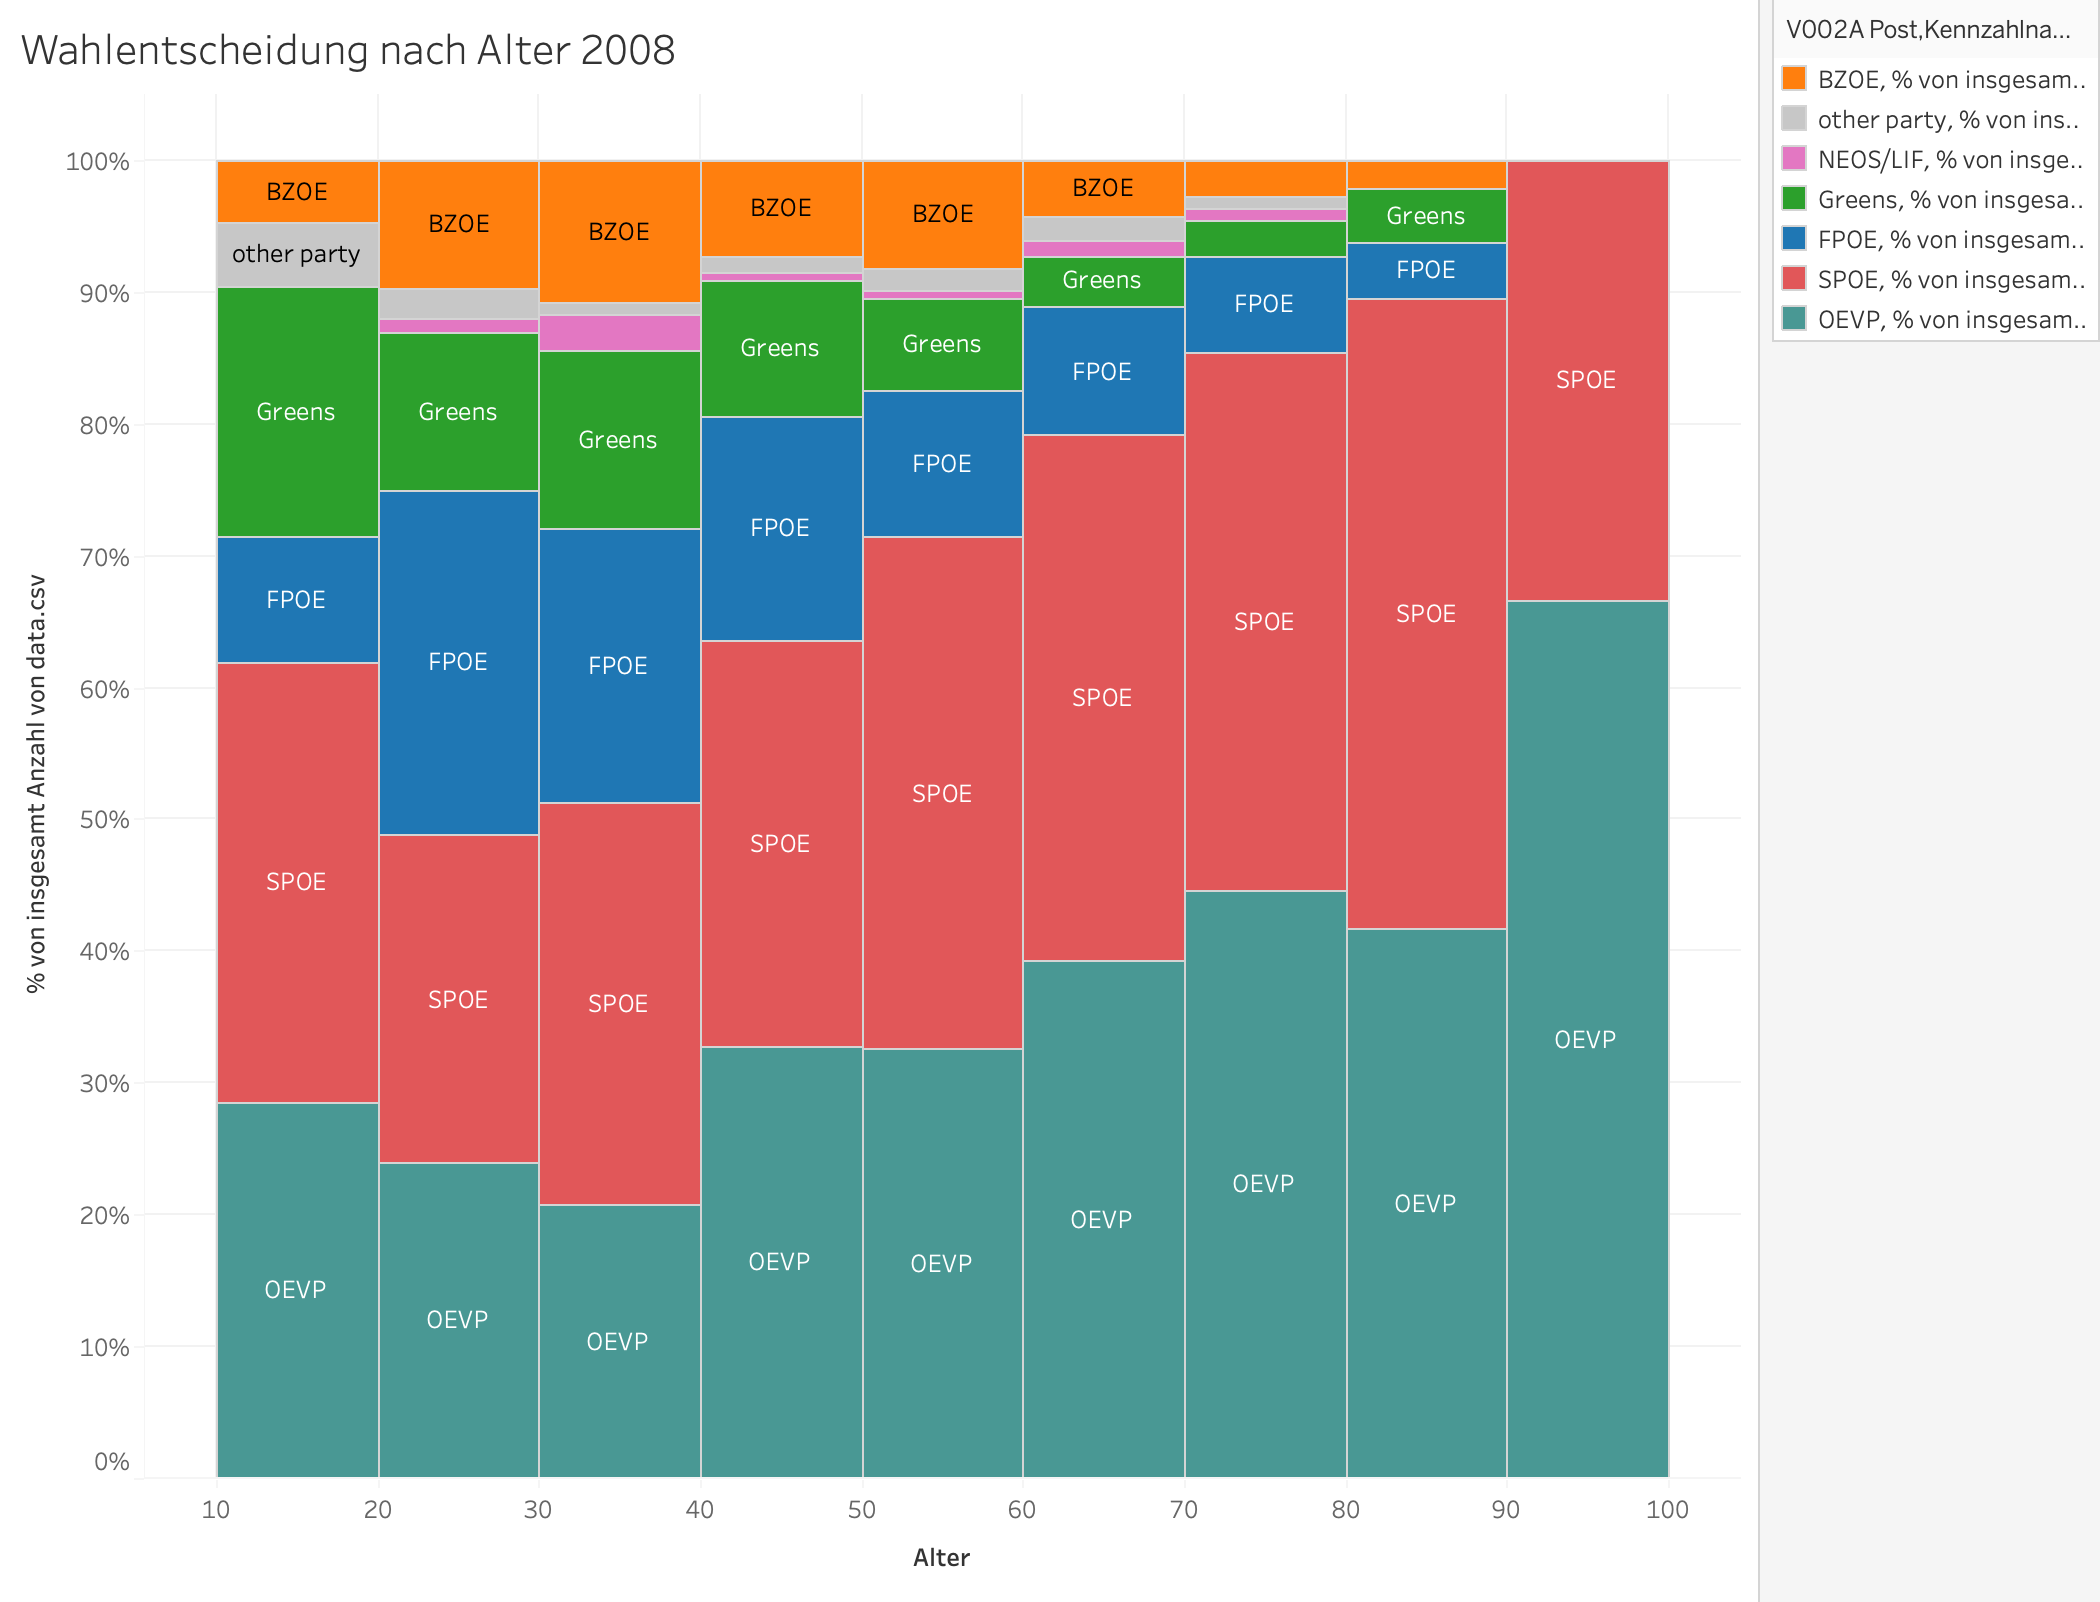 Wahlentscheidung nach Alter 2008
V002A Post,Kennzahlna...
BZOE, % von insgesam..
other party, % von ins..
NEOS/LIF, % von insge..
Greens, % von insgesa..
FPOE, % von insgesam..
SPOE, % von insgesam..
OEVP, % von insgesam..
% von insgesamt Anzahl von data.csv
100%
90%
80%
70%
60%
50%
40%
30%
20%
10%
0%
BZOE
other party
Greens
FPOE
SPOE
OEVP
BZOE
Greens
FPOE
SPOE
OEVP
BZOE
Greens
FPOE
SPOE
OEVP
BZOE
Greens
FPOE
SPOE
OEVP
BZOE
Greens
FPOE
SPOE
OEVP
BZOE
Greens
FPOE
SPOE
OEVP
FPOE
SPOE
OEVP
Greens
FPOE
SPOE
OEVP
SPOE
OEVP
10 20 30 40 50 60 70 80 90 100
Alter